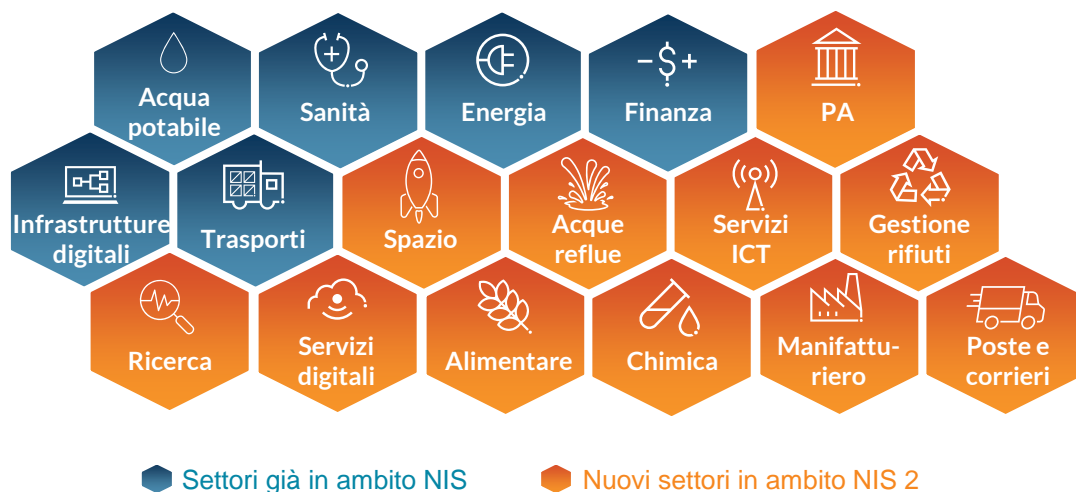 Acqua
potabile
Sanità
Energia
Finanza
PA
Infrastrutture
digitali
Trasporti
Spazio
Acque
reflue
Servizi
ICT
Gestione
rifiuti
Ricerca
Servizi
digitali
Alimentare
Chimica
Manifattu-
riero
Poste e
corrieri
Settori già in ambito NIS
Nuovi settori in ambito NIS 2